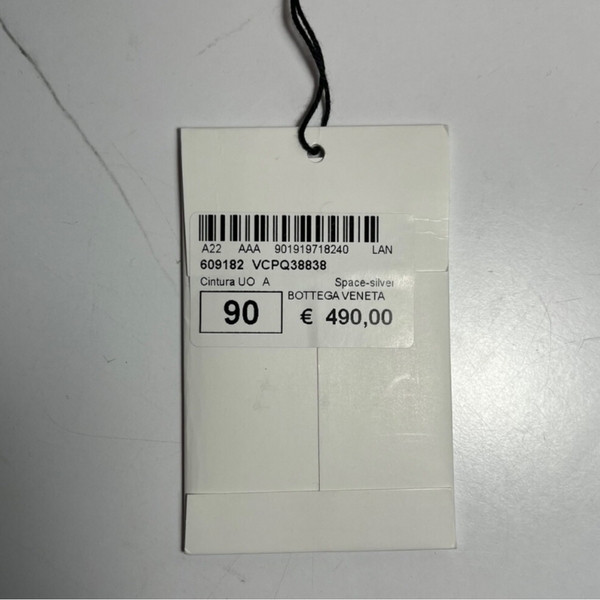 A22 AAA 901919718240 LAN
609182 VCPQ38838
Cintura UO A Space-silver
BOTTEGA VENETA
90 € 490,00